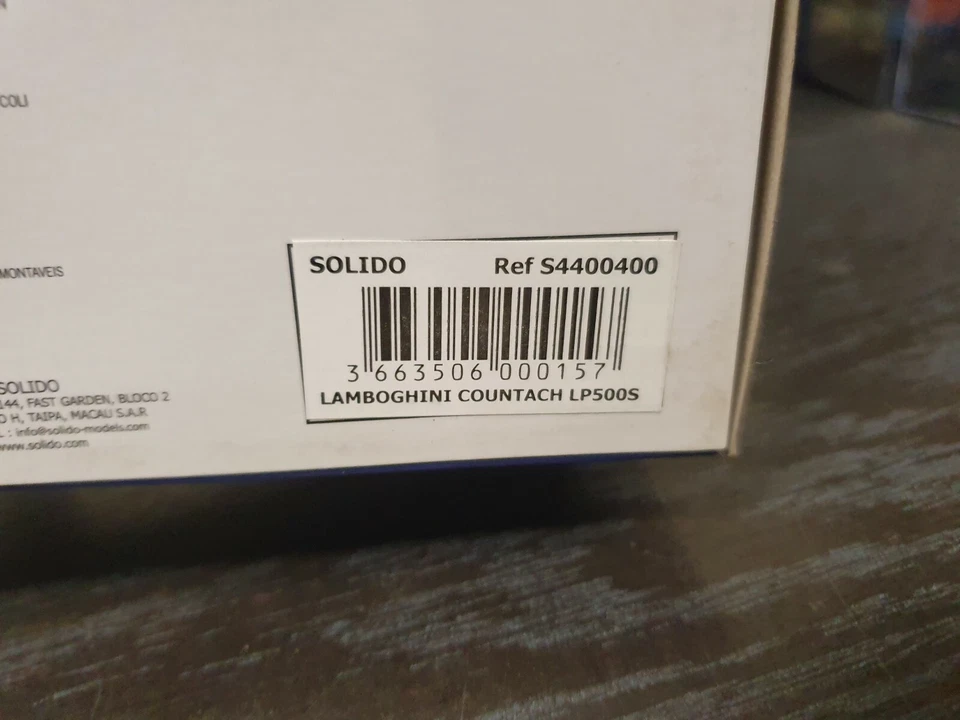 COLI
MONTAVEIS
SOLIDO
144, FAST GARDEN, BLOCO 2
O H, TAIPA, MACAU S.A.R
L : info@solido-models.com
www.solido.com
SOLIDO Ref S4400400
3 663506 000157
LAMBOGHINI COUNTACH LP500S